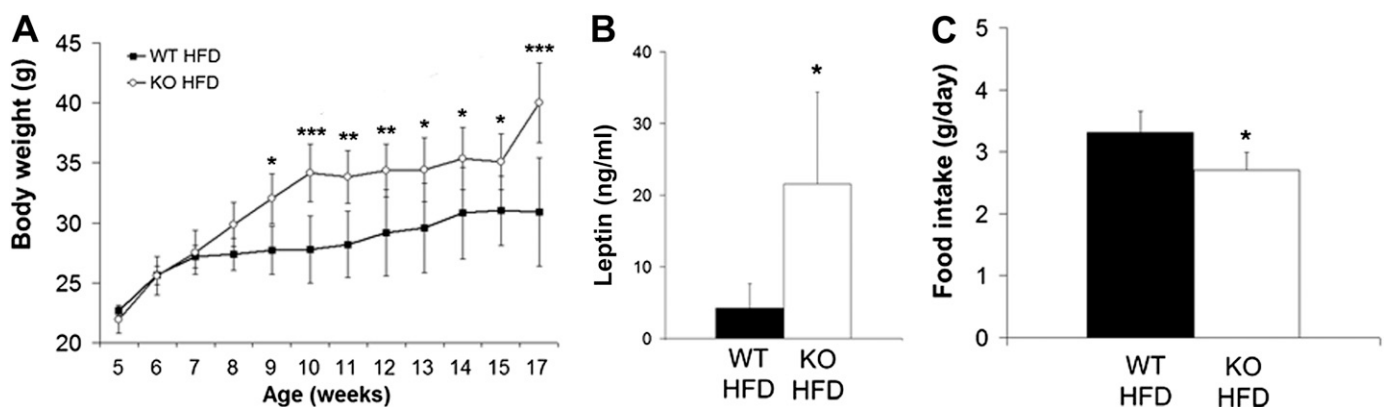 A
Body weight (g)
45
40
35
30
25
20
WT HFD
KO HFD
*
***
**
**
*
*
*
***
5 6 7 8 9 10 11 12 13 14 15 17
Age (weeks)
B
Leptin (ng/ml)
40
30
20
10
0
*
WT
HFD
KO
HFD
C
Food intake (g/day)
5
4
3
2
1
0
*
WT
HFD
KO
HFD